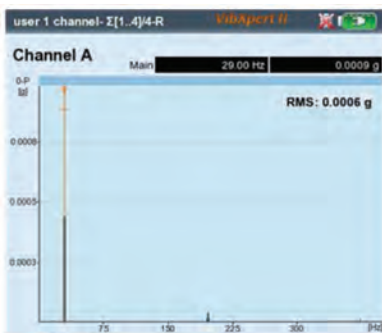 user 1 channel- Σ[1..4]/4-R VibXpert II
Channel A
Main 29.00 Hz 0.0009 g
0-P
[g]
RMS: 0.0006 g
0.0008
0.0005
0.0003
75 150 225 300 [Hz]